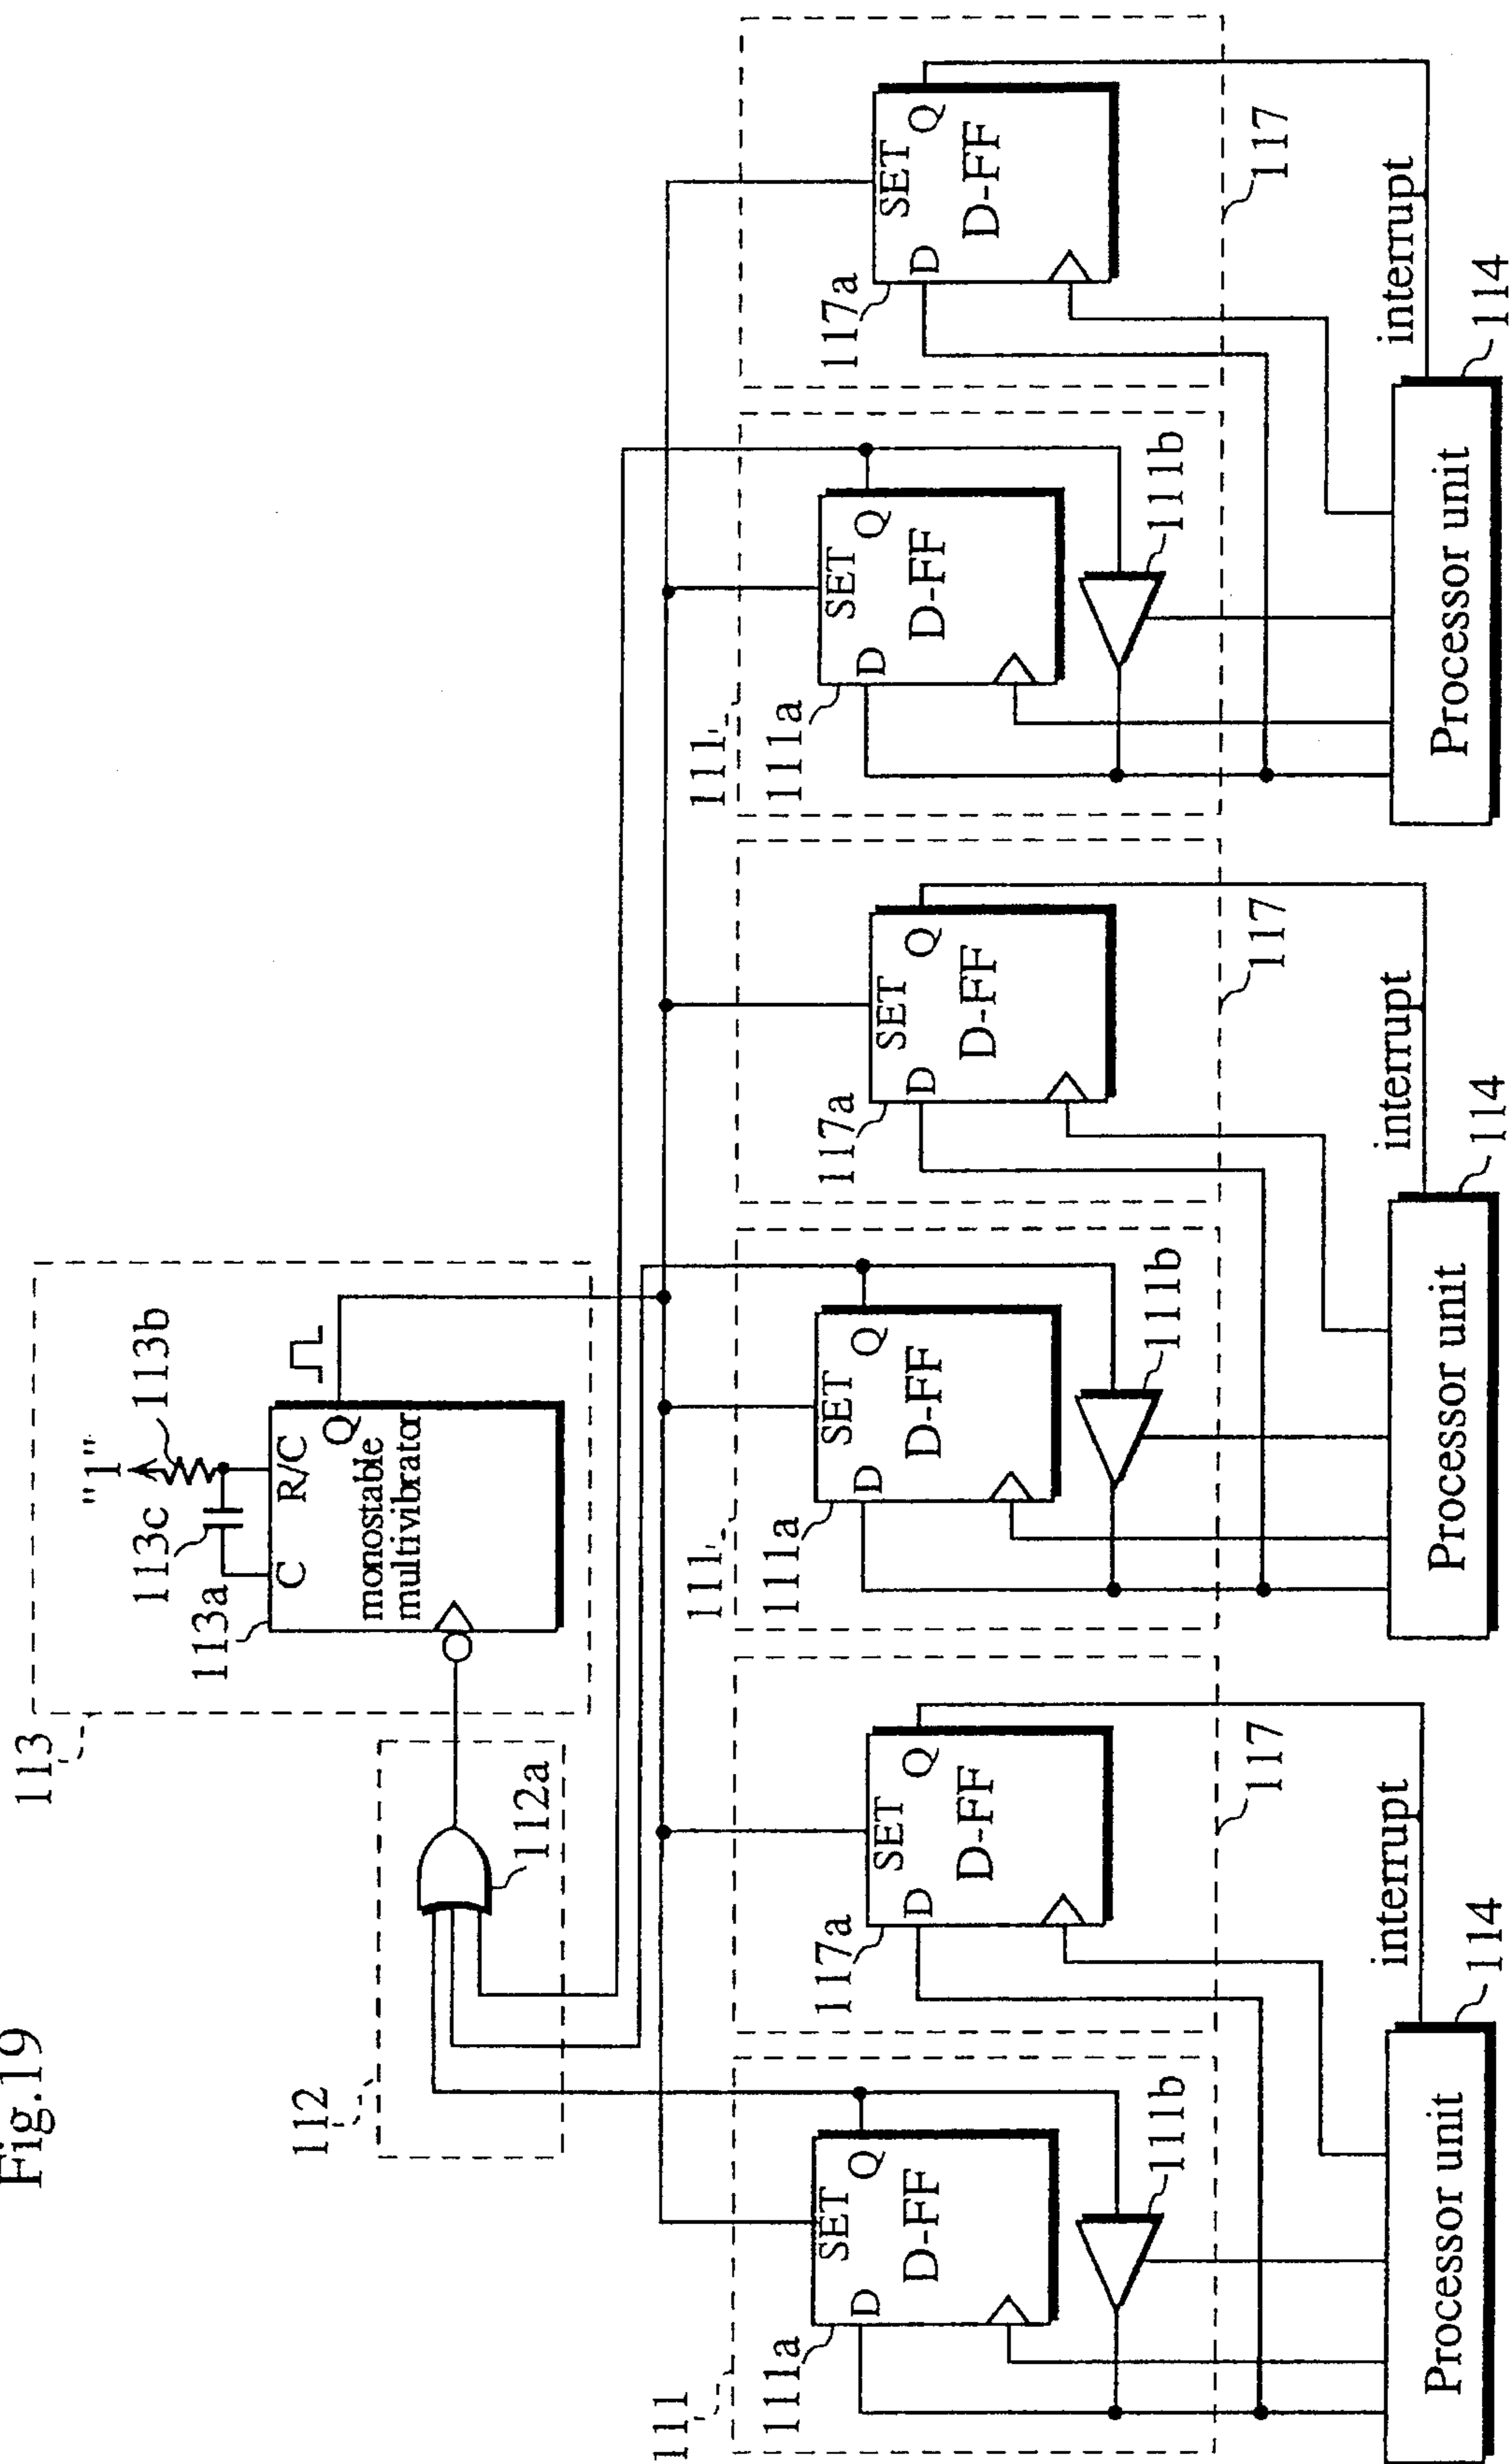 Fig.19
113
"1"
113c
113b
113a
C
R/C
Q
monostable
multivibrator
112
112a
111
111a
D
SET
Q
D-FF
111b
117a
D
SET
Q
D-FF
117
111
111a
D
SET
Q
D-FF
111b
117a
D
SET
Q
D-FF
117
111
111a
D
SET
Q
D-FF
111b
117a
D
SET
Q
D-FF
117
interrupt
114
Processor unit
interrupt
114
Processor unit
interrupt
114
Processor unit